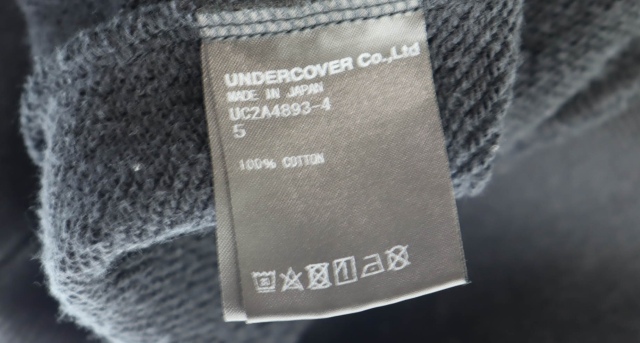 UNDERCOVER Co.,Ltd
MADE IN JAPAN
UC2A4893-4
5
100% COTTON